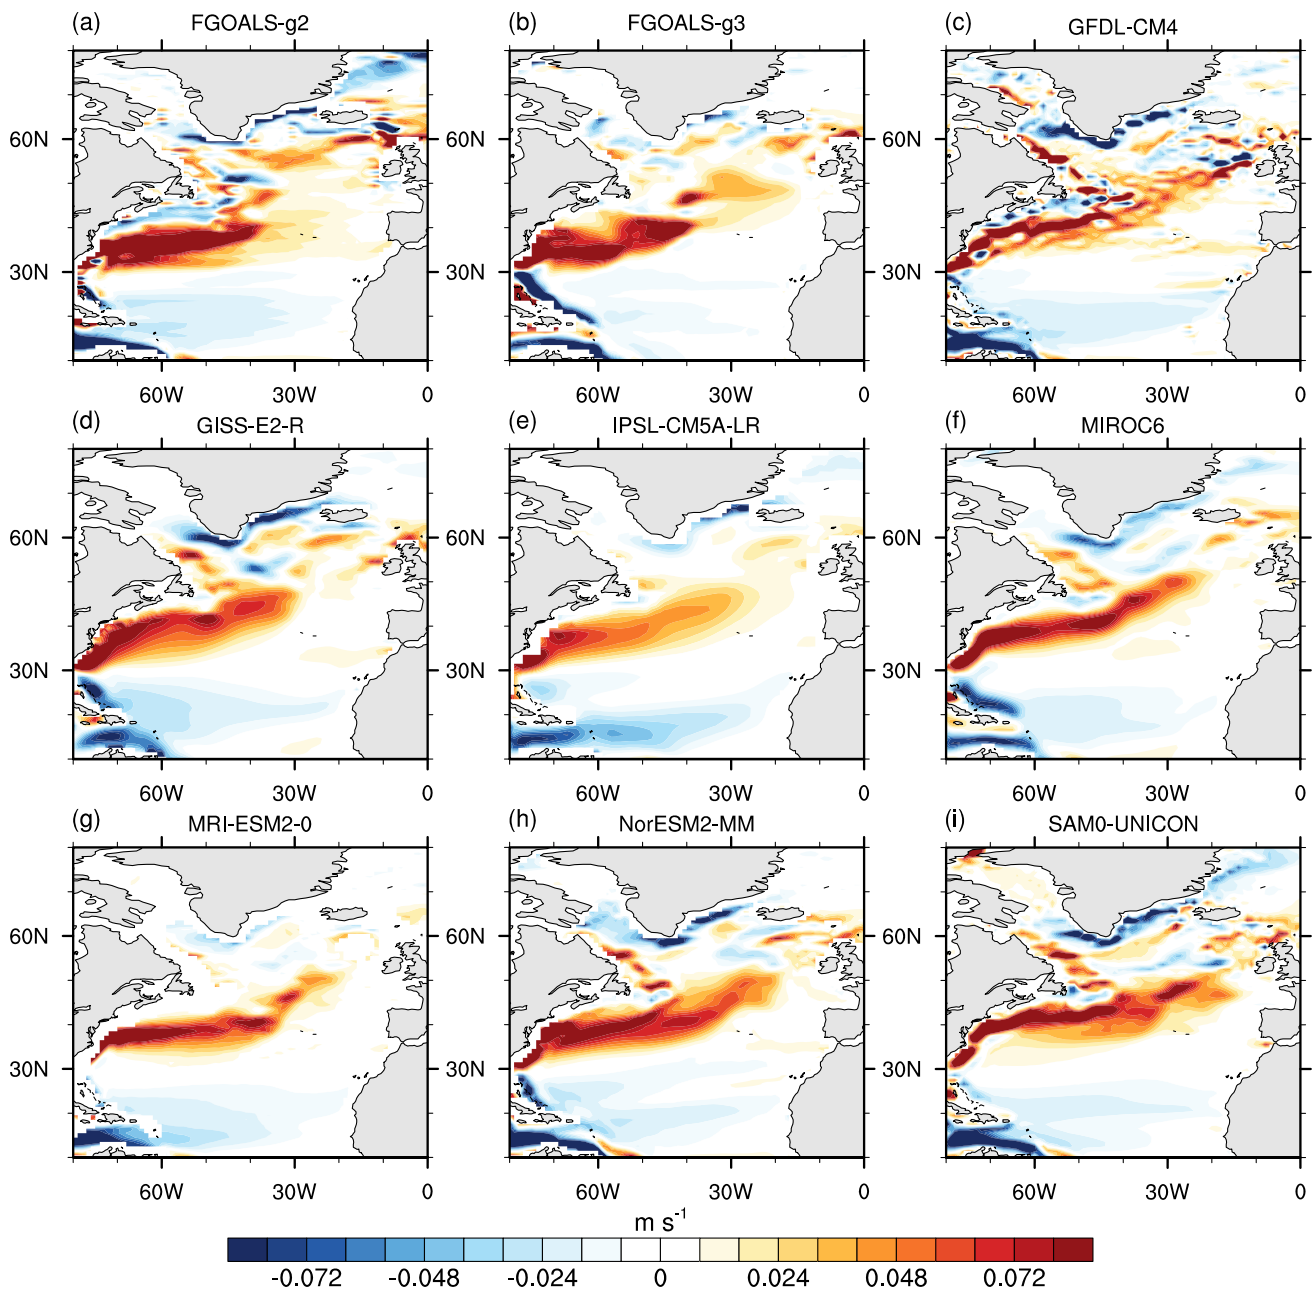 (a) FGOALS-g2
(b) FGOALS-g3
(c) GFDL-CM4
60N 60N 60N
30N 30N 30N
60W 30W 0 60W 30W 0 60W 30W 0
(d) GISS-E2-R
(e) IPSL-CM5A-LR
(f) MIROC6
60N 60N 60N
30N 30N 30N
60W 30W 0 60W 30W 0 60W 30W 0
(g) MRI-ESM2-0
(h) NorESM2-MM
(i) SAM0-UNICON
60N 60N 60N
30N 30N 30N
60W 30W 0 60W 30W 0 60W 30W 0
m s⁻¹
-0.072 -0.048 -0.024 0 0.024 0.048 0.072